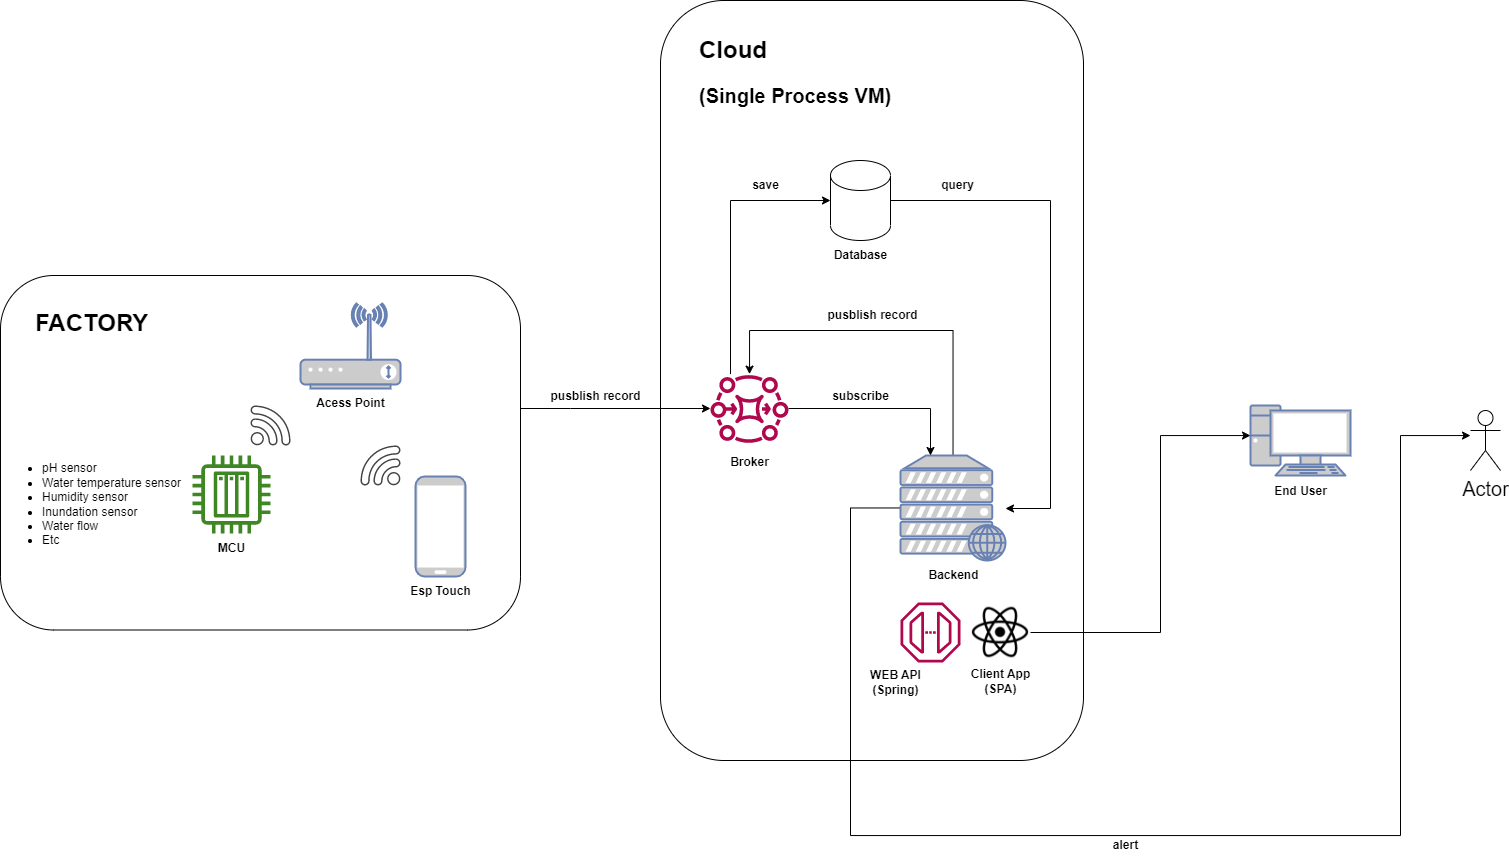 Cloud
(Single Process VM)
save
query
Database
FACTORY
pusblish record
Acess Point
pusblish record
subscribe
Broker
pH sensor
Water temperature sensor
Humidity sensor
Inundation sensor
Water flow
Etc
MCU
Esp Touch
Backend
End User
Actor
WEB API
(Spring)
Client App
(SPA)
alert